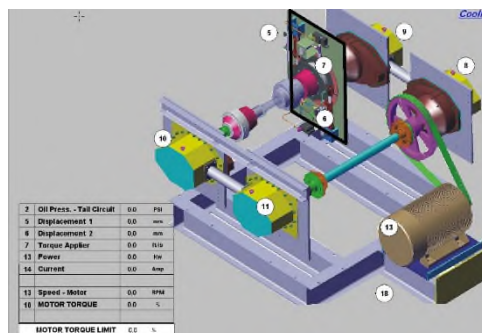 Cooli
5
9
7
8
6
10
11
13
18
2 Oil Press. - Tail Circuit 0.0 PSI
5 Displacement 1 0.0 mm
6 Displacement 2 0.0 mm
7 Torque Applier 0.0 ft.lb
13 Power 0.0 Kw
14 Current 0.0 Amp
13 Speed - Motor 0.0 RPM
18 MOTOR TORQUE 0.0 %
MOTOR TORQUE LIMIT 0.0 %